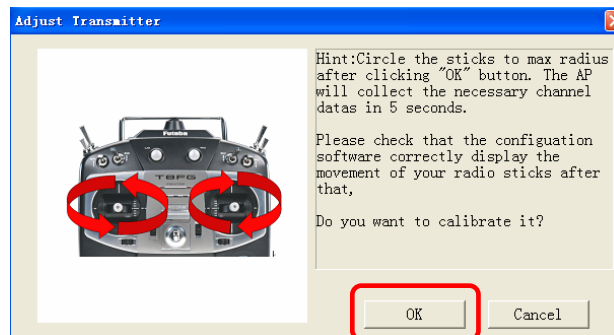 Adjust Transmitter
Hint:Circle the sticks to max radius
after clicking "OK" button. The AP
will collect the necessary channel
datas in 5 seconds.
Please check that the configuation
software correctly display the
movement of your radio sticks after
that,
Do you want to calibrate it?
Futaba
T8FG
OK
Cancel